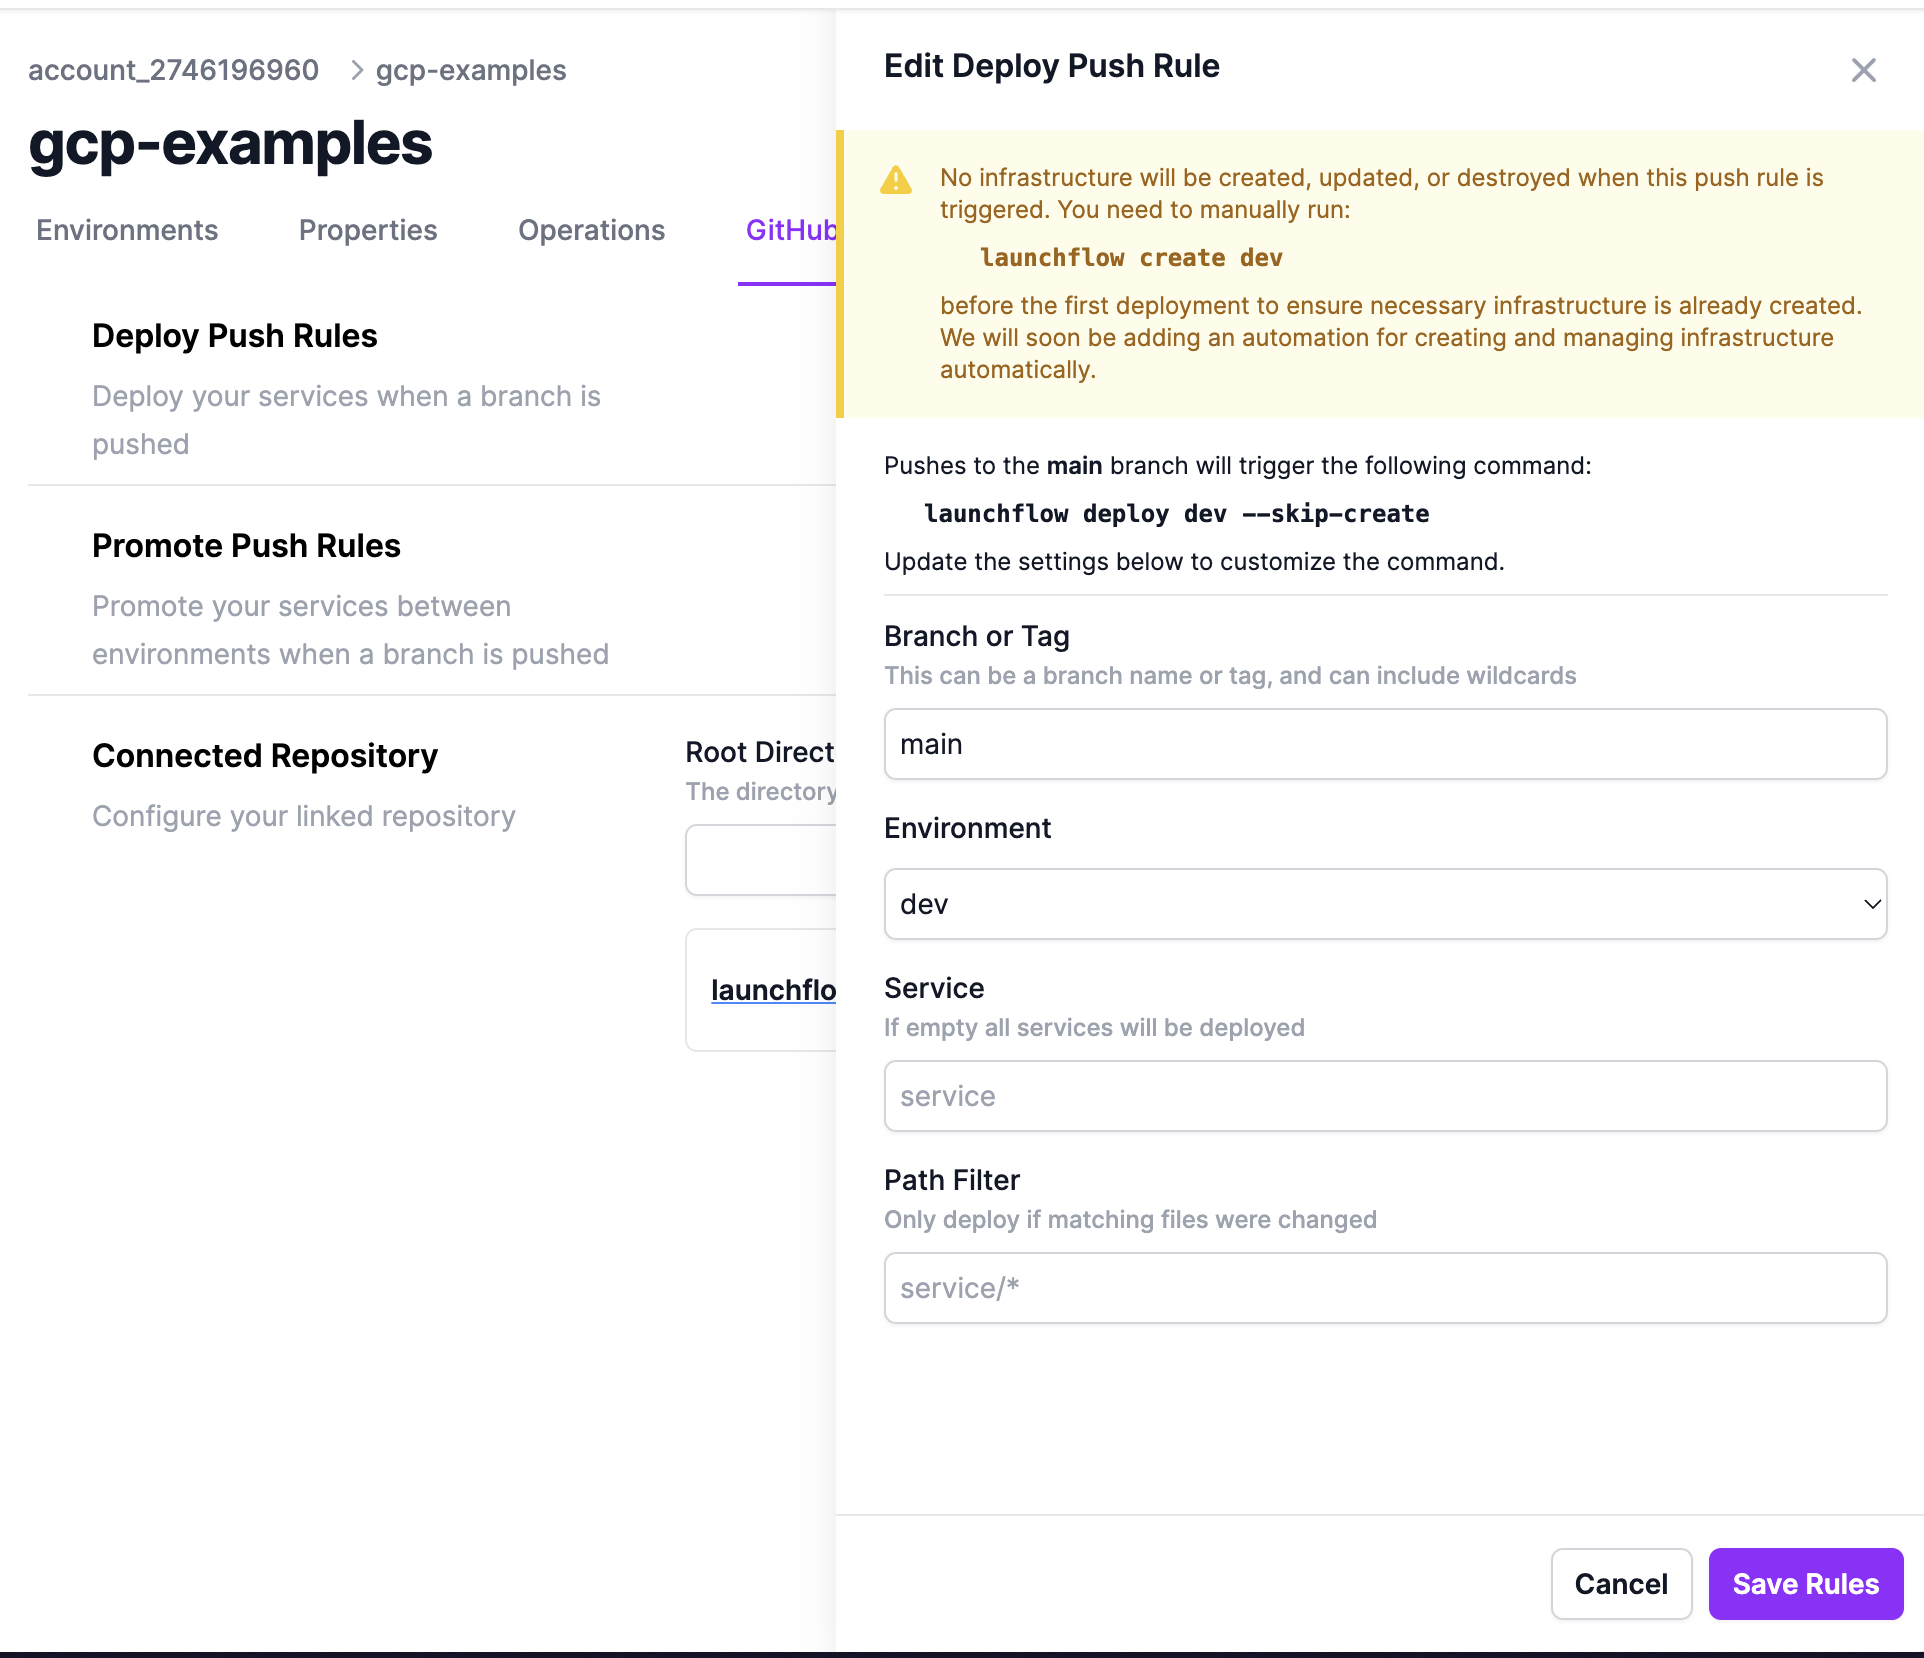 account_2746196960 > gcp-examples
gcp-examples
Environments Properties Operations GitHub
Deploy Push Rules
Deploy your services when a branch is
pushed
Promote Push Rules
Promote your services between
environments when a branch is pushed
Connected Repository
Configure your linked repository
Root Direct
The directory
launchflo
Edit Deploy Push Rule
No infrastructure will be created, updated, or destroyed when this push rule is
triggered. You need to manually run:
launchflow create dev
before the first deployment to ensure necessary infrastructure is already created.
We will soon be adding an automation for creating and managing infrastructure
automatically.
Pushes to the main branch will trigger the following command:
launchflow deploy dev --skip-create
Update the settings below to customize the command.
Branch or Tag
This can be a branch name or tag, and can include wildcards
main
Environment
dev
Service
If empty all services will be deployed
service
Path Filter
Only deploy if matching files were changed
service/*
Cancel
Save Rules